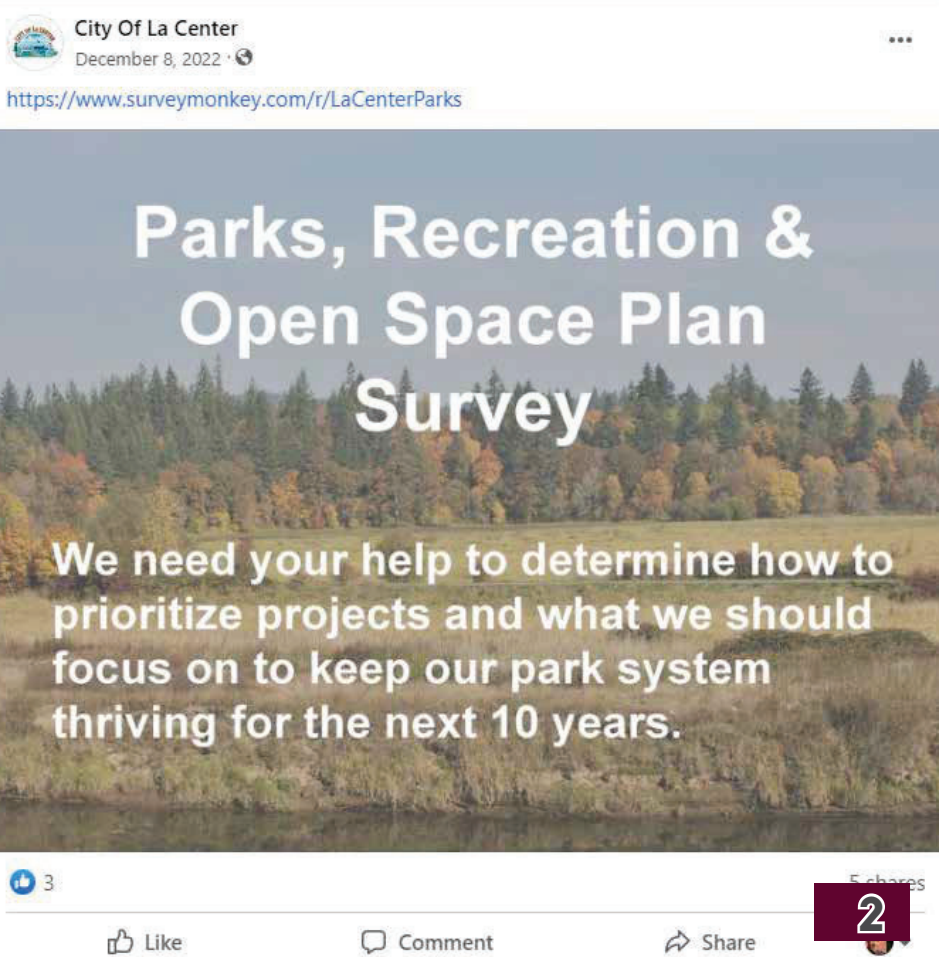 City Of La Center
December 8, 2022 ·
https://www.surveymonkey.com/r/LaCenterParks
Parks, Recreation &
Open Space Plan
Survey
We need your help to determine how to
prioritize projects and what we should
focus on to keep our park system
thriving for the next 10 years.
3
5 shares
Like
Comment
Share
2